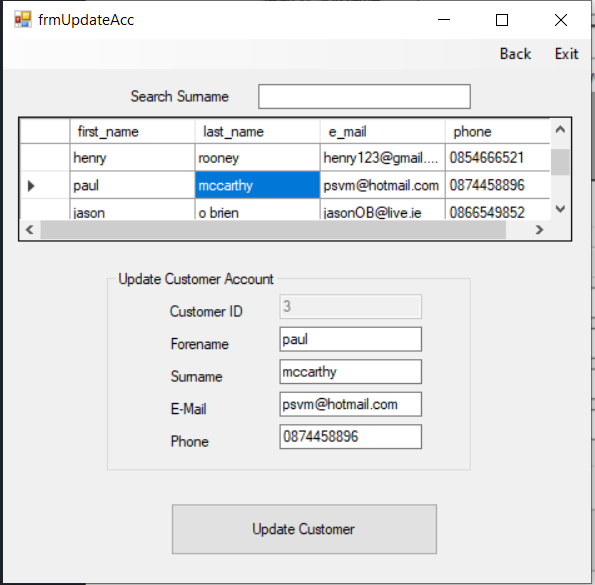 frmUpdateAcc
Back Exit
Search Surname
first_name last_name e_mail phone
henry rooney henry123@gmail.... 0854666521
paul mccarthy psvm@hotmail.com 0874458896
jason o brien jasonOB@live.ie 0866549852
Update Customer Account
Customer ID 3
Forename paul
Surname mccarthy
E-Mail psvm@hotmail.com
Phone 0874458896
Update Customer